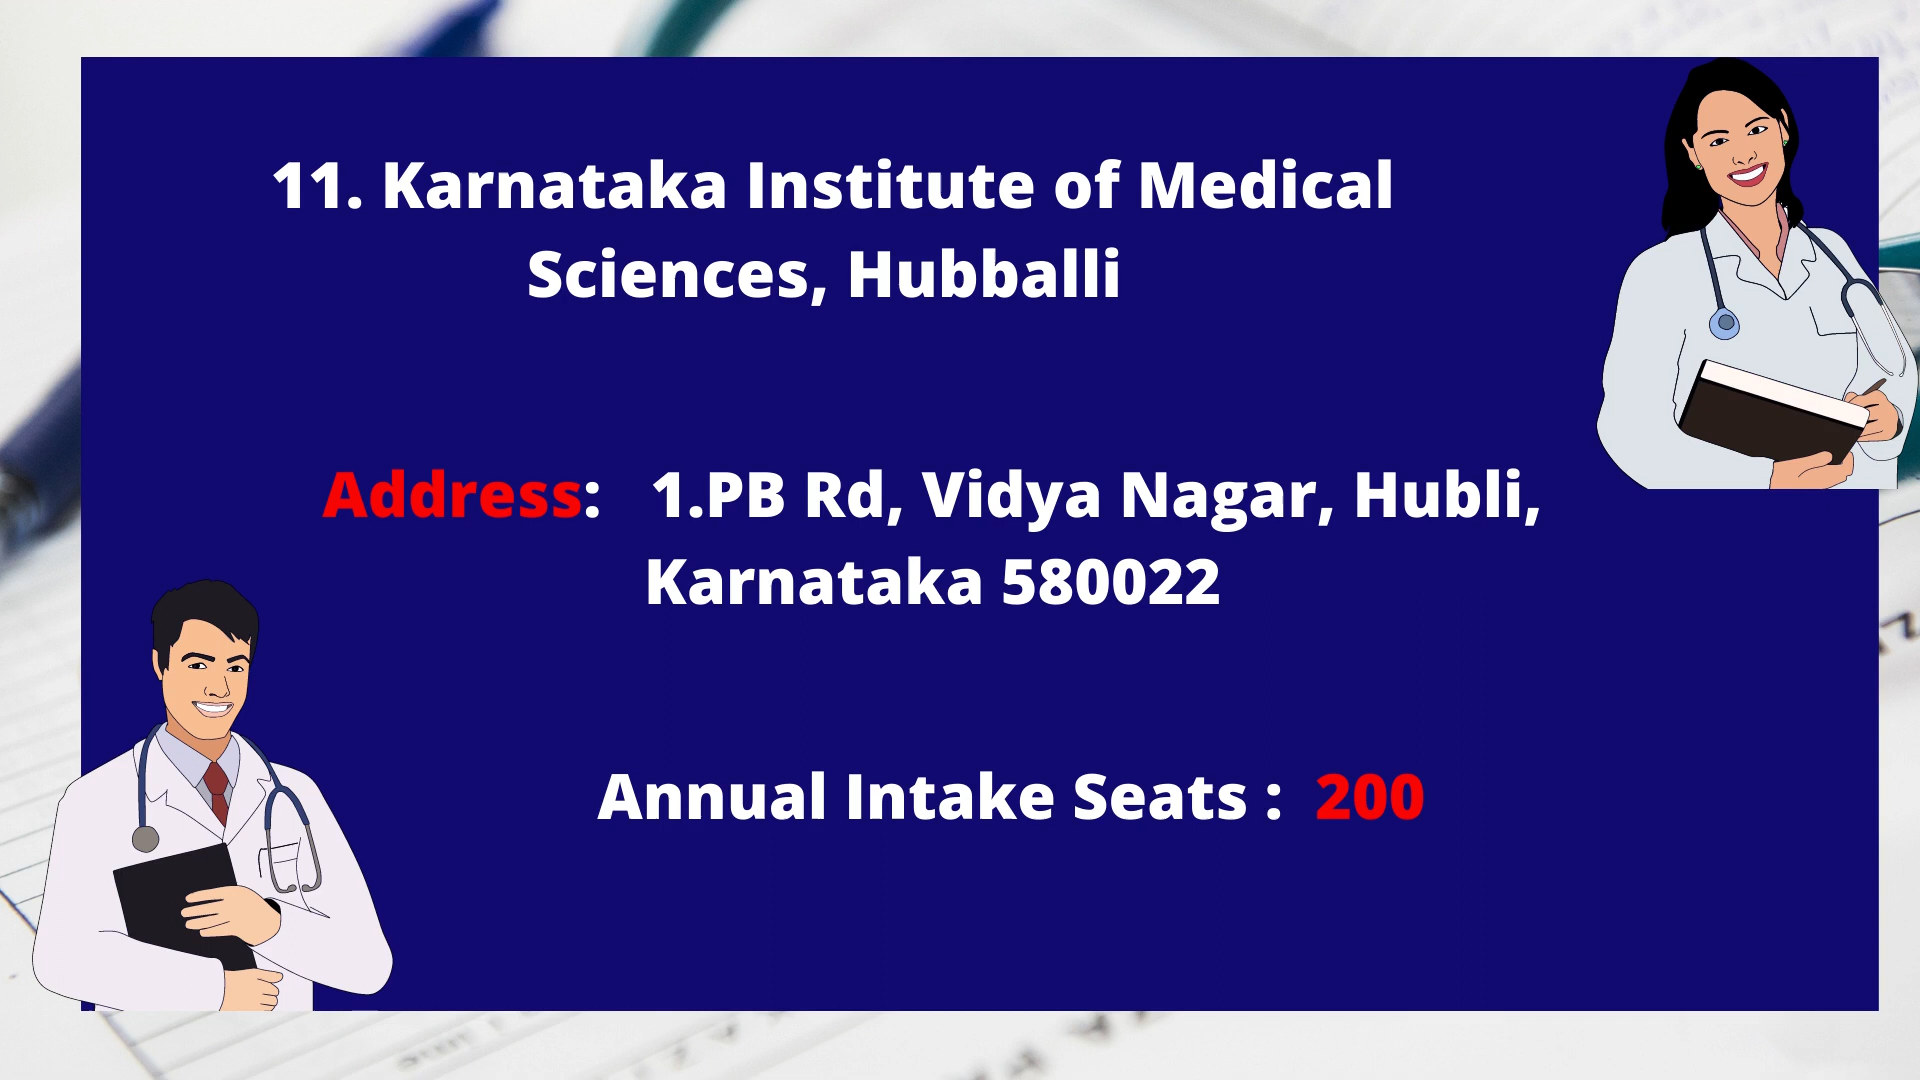 11. Karnataka Institute of Medical
Sciences, Hubballi
Address:   1.PB Rd, Vidya Nagar, Hubli,
Karnataka 580022
Annual Intake Seats :  200